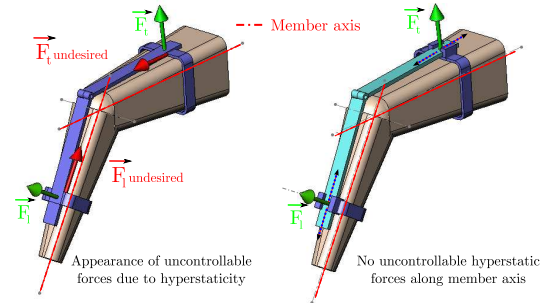 F_t
F_t undesired
Member axis
F_t
F_l undesired
F_l
F_l
Appearance of uncontrollable
forces due to hyperstaticity
No uncontrollable hyperstatic
forces along member axis